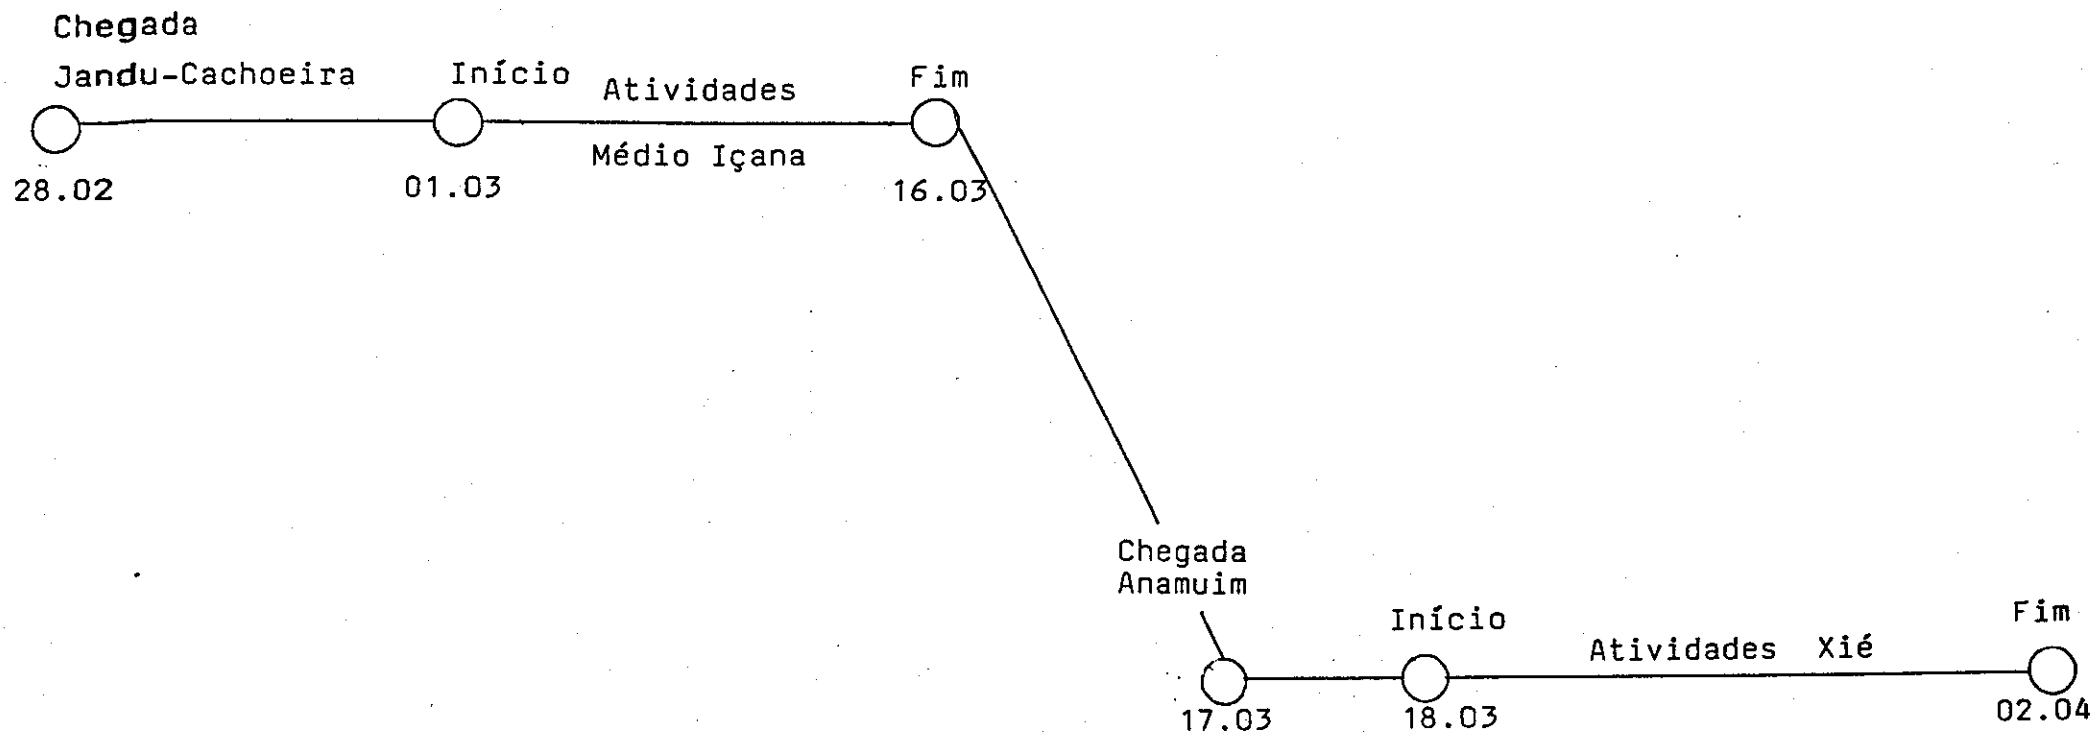 Chegada
Jandu-Cachoeira
Início
Atividades
Fim
Médio Içana
28.02
01.03
16.03
Chegada
Anamuim
Início
Atividades Xié
Fim
17.03
18.03
02.04